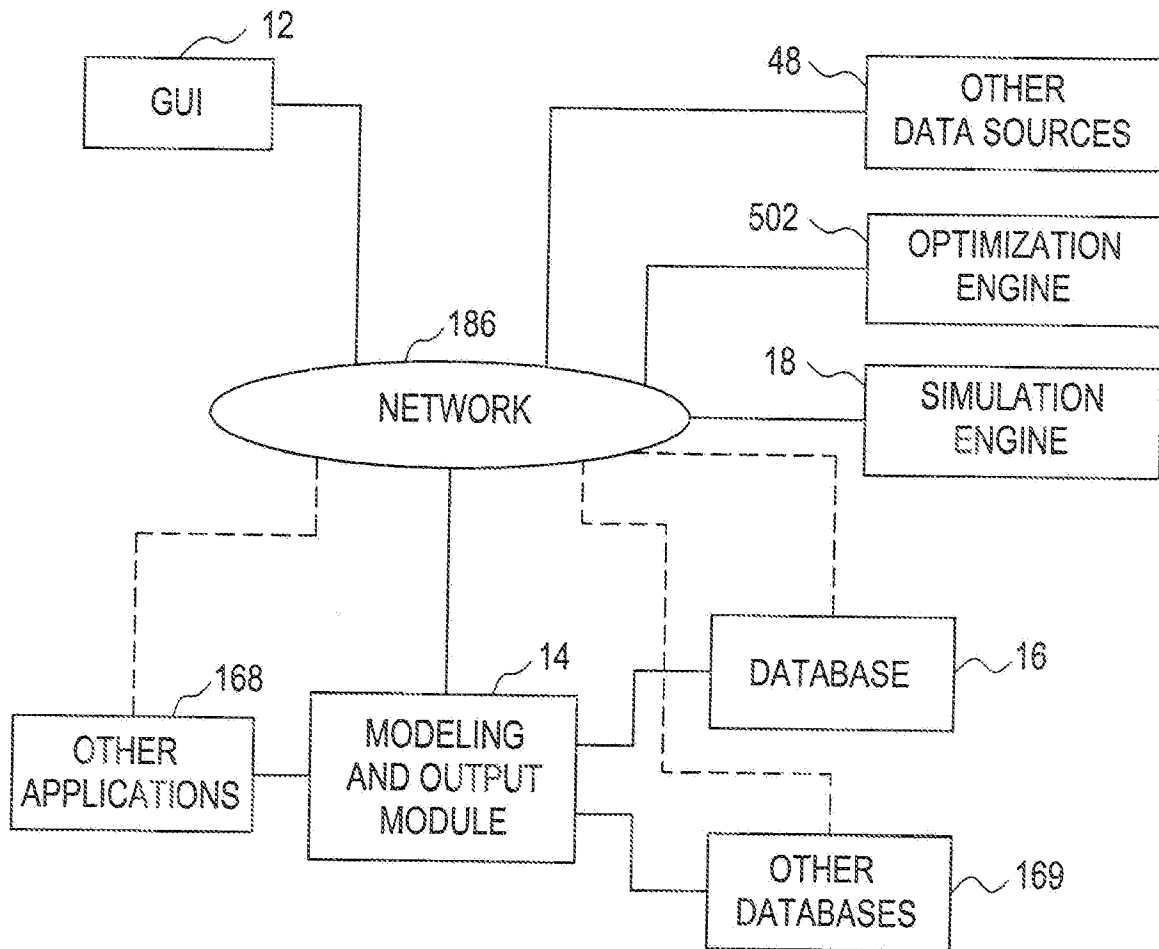 12
GUI
48
OTHER
DATA SOURCES
502
OPTIMIZATION
ENGINE
186
NETWORK
18
SIMULATION
ENGINE
168
OTHER
APPLICATIONS
14
MODELING
AND OUTPUT
MODULE
DATABASE
16
OTHER
DATABASES
169